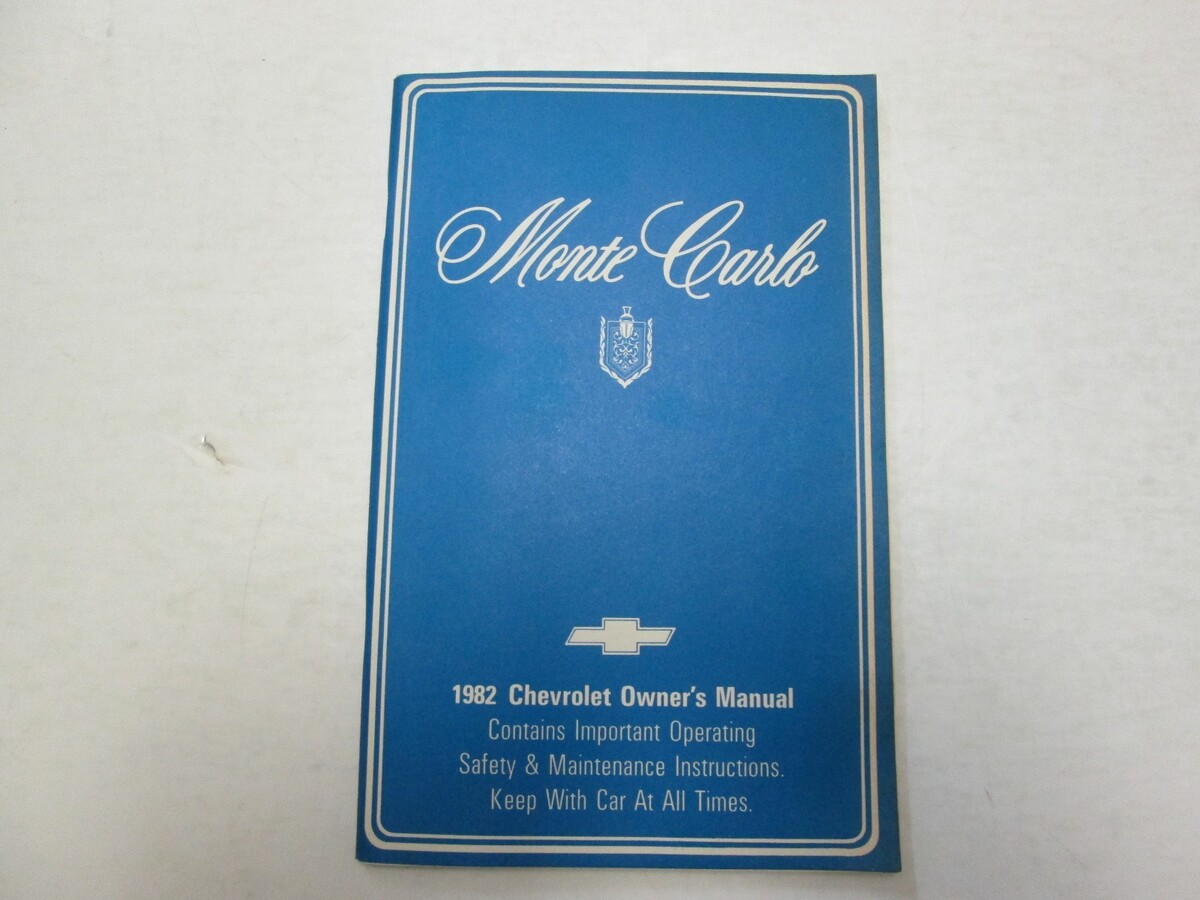 Monte Carlo
1982 Chevrolet Owner's Manual
Contains Important Operating
Safety & Maintenance Instructions.
Keep With Car At All Times.